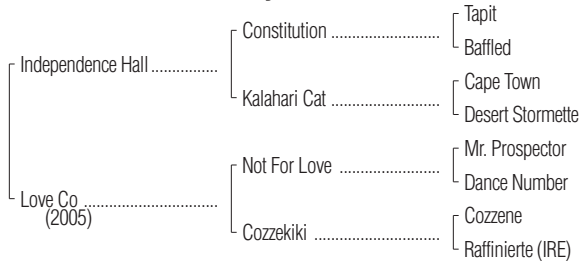 Tapit
Constitution
Baffled
Independence Hall
Cape Town
Kalahari Cat
Desert Stormette
Mr. Prospector
Not For Love
Dance Number
Love Co
(2005)
Cozzene
Cozzekiki
Raffinierte (IRE)